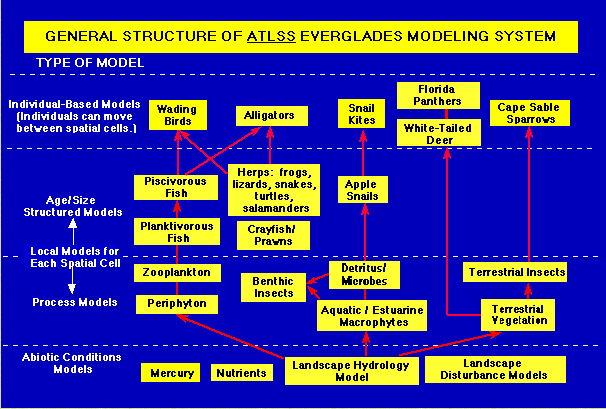 GENERAL STRUCTURE OF ATLSS EVERGLADES MODELING SYSTEM
TYPE OF MODEL
Individual-Based Models
(Individuals can move
between spatial cells.)
Wading
Birds
Alligators
Snail
Kites
Florida
Panthers
White-Tailed
Deer
Cape Sable
Sparrows
Age/Size
Structured Models
Piscivorous
Fish
Herps: frogs,
lizards, snakes,
turtles,
salamanders
Apple
Snails
Planktivorous
Fish
Crayfish/
Prawns
Local Models for
Each Spatial Cell
Process Models
Zooplankton
Periphyton
Benthic
Insects
Detritus/
Microbes
Aquatic / Estuarine
Macrophytes
Terrestrial Insects
Terrestrial
Vegetation
Abiotic Conditions
Models
Mercury
Nutrients
Landscape Hydrology
Model
Landscape
Disturbance Models